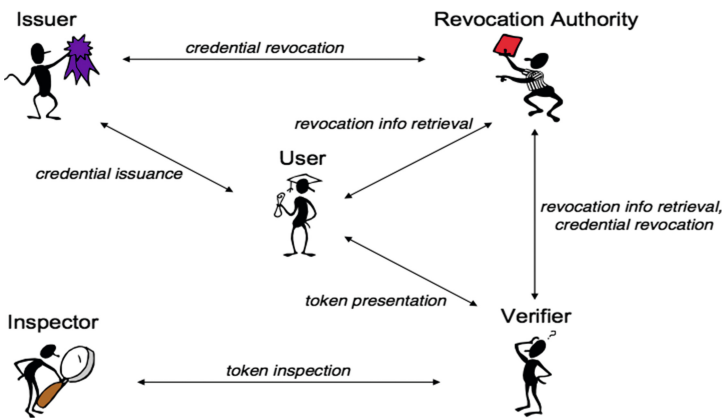 Issuer
Revocation Authority
credential revocation
revocation info retrieval
User
credential issuance
revocation info retrieval,
credential revocation
token presentation
Inspector
Verifier
?
token inspection